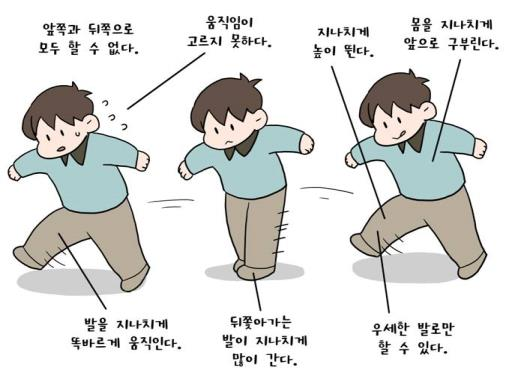 앞쪽과 뒤쪽으로
모두 할 수 없다.
움직임이
고르지 못하다.
지나치게
높이 뛴다.
몸을 지나치게
앞으로 구부린다.
발을 지나치게
똑바르게 움직인다.
뒤쫓아가는
발이 지나치게
많이 간다.
우세한 발로만
할 수 있다.